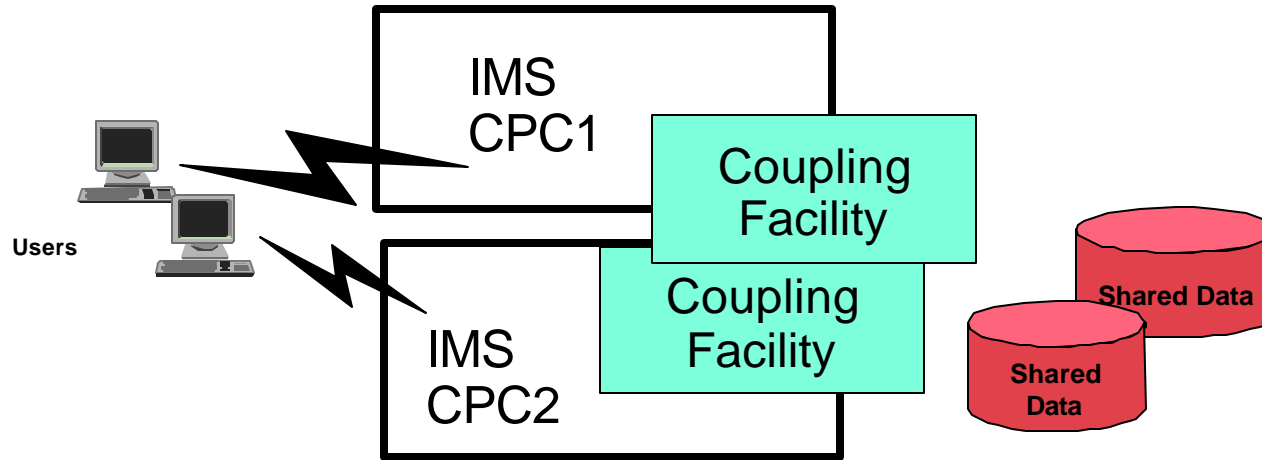 IMS
CPC1
Coupling
Facility
Users
Coupling
Facility
IMS
CPC2
Shared Data
Shared
Data